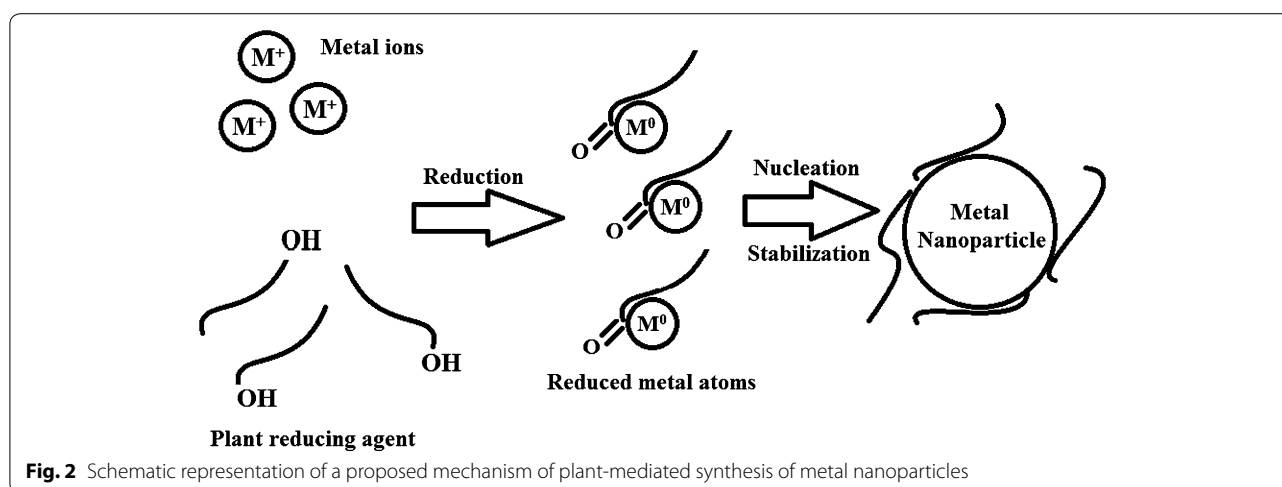 M⁺
Metal ions
M⁺
M⁺
OH
OH
OH
Plant reducing agent
Reduction
O
M⁰
O
M⁰
O
M⁰
Reduced metal atoms
Nucleation
Stabilization
Metal
Nanoparticle
Fig. 2 Schematic representation of a proposed mechanism of plant-mediated synthesis of metal nanoparticles